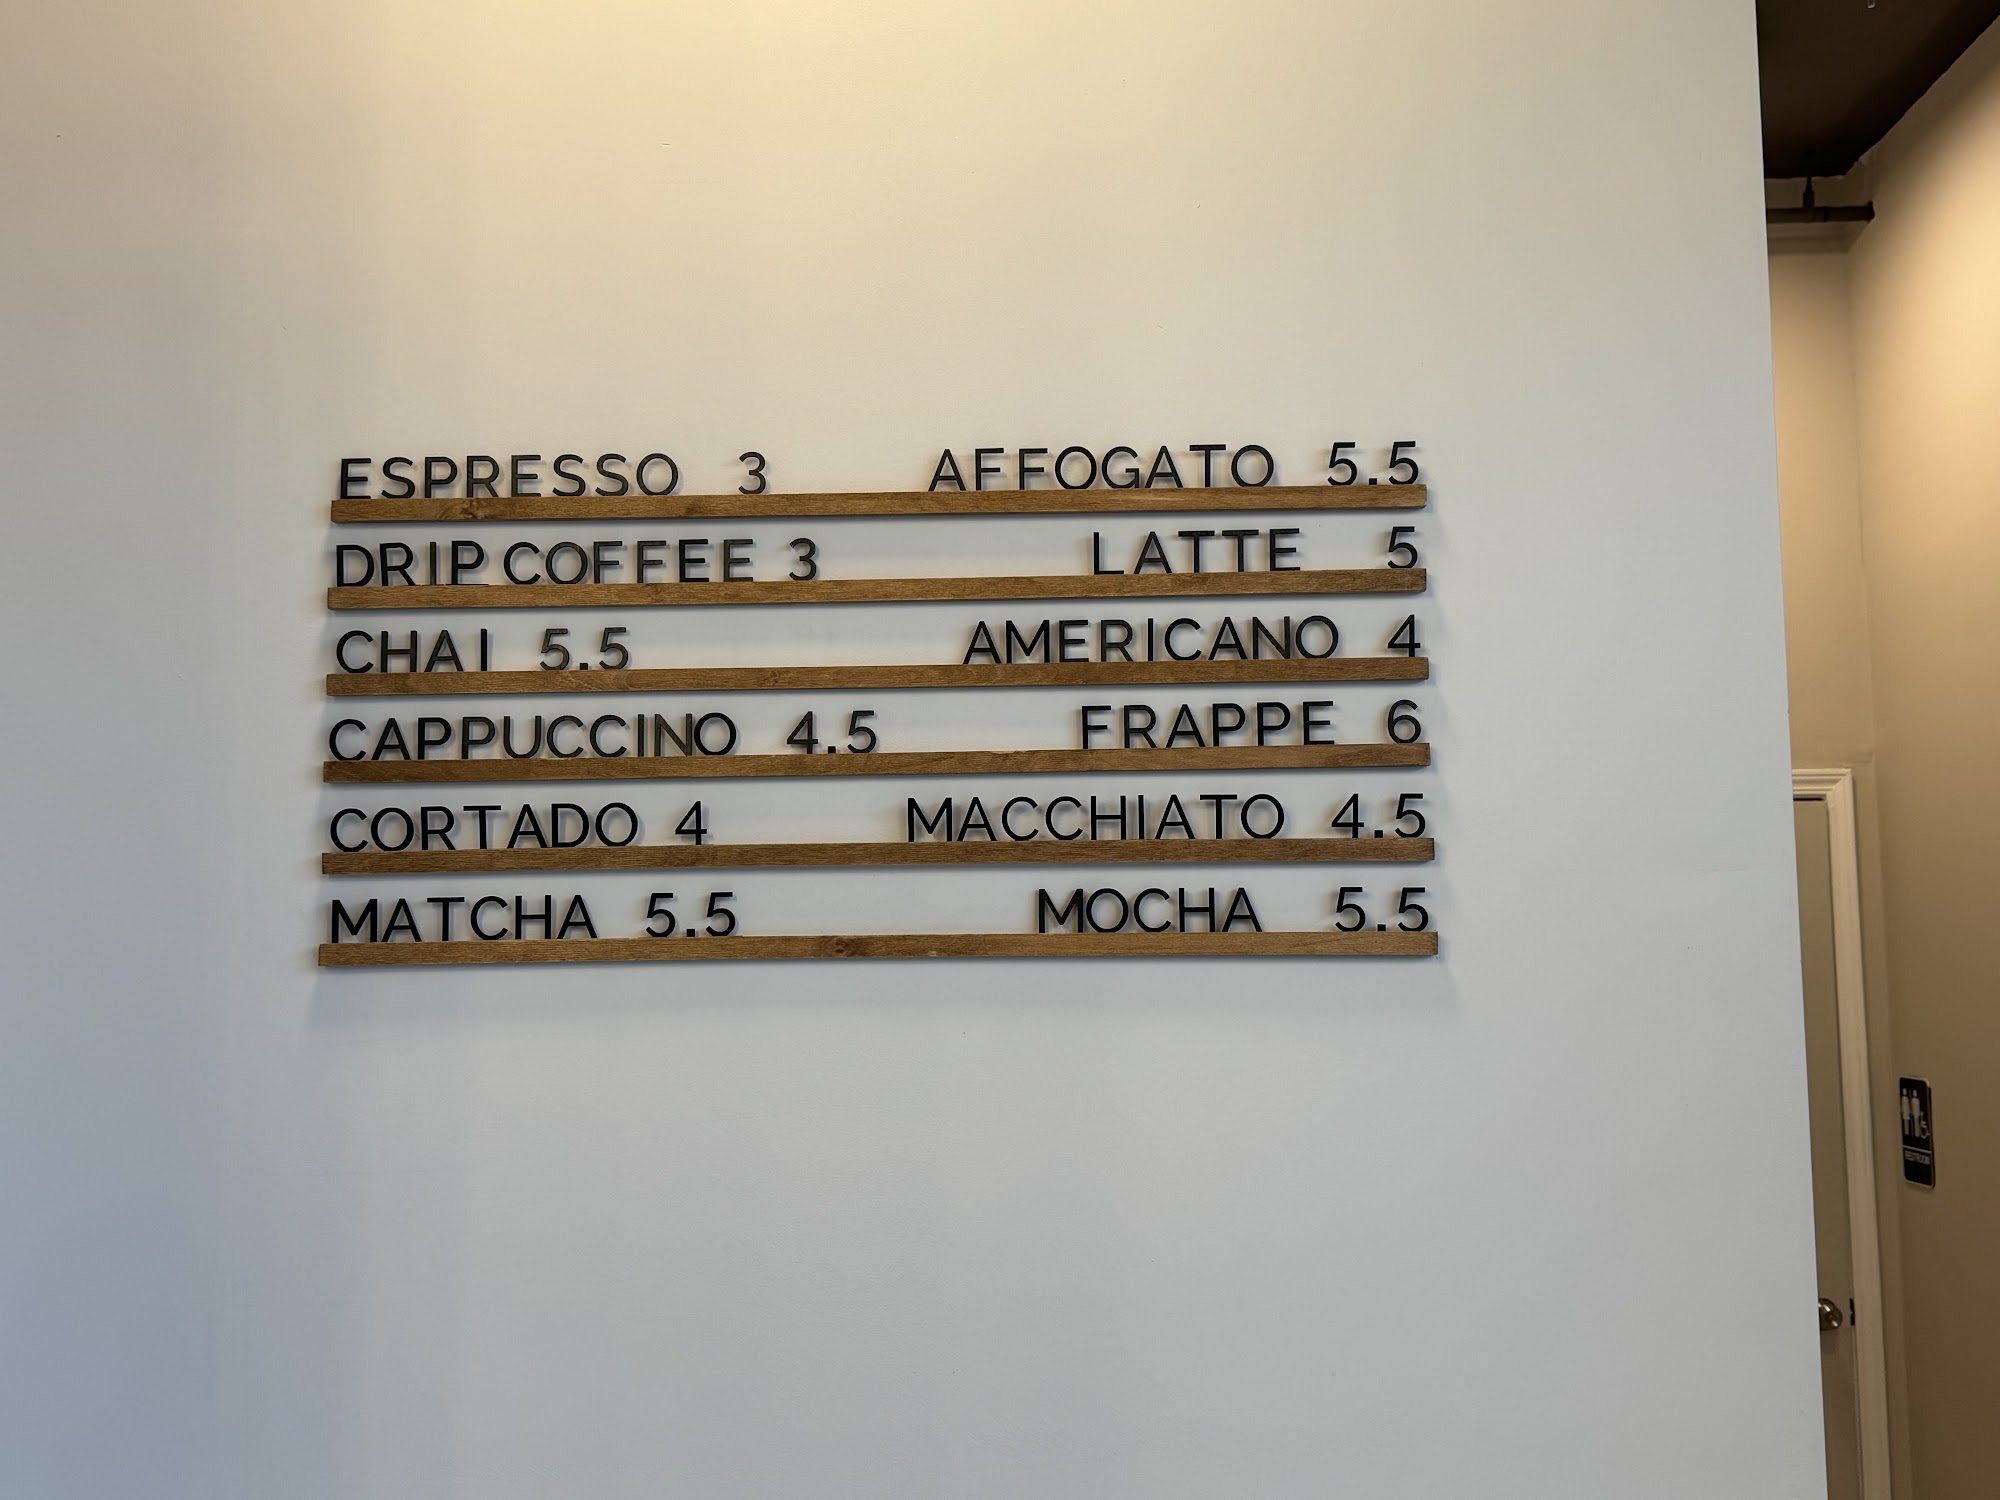 ESPRESSO 3 AFFOGATO 5.5
DRIP COFFEE 3 LATTE 5
CHAI 5.5 AMERICANO 4
CAPPUCCINO 4.5 FRAPPE 6
CORTADO 4 MACCHIATO 4.5
MATCHA 5.5 MOCHA 5.5
RESTROOM